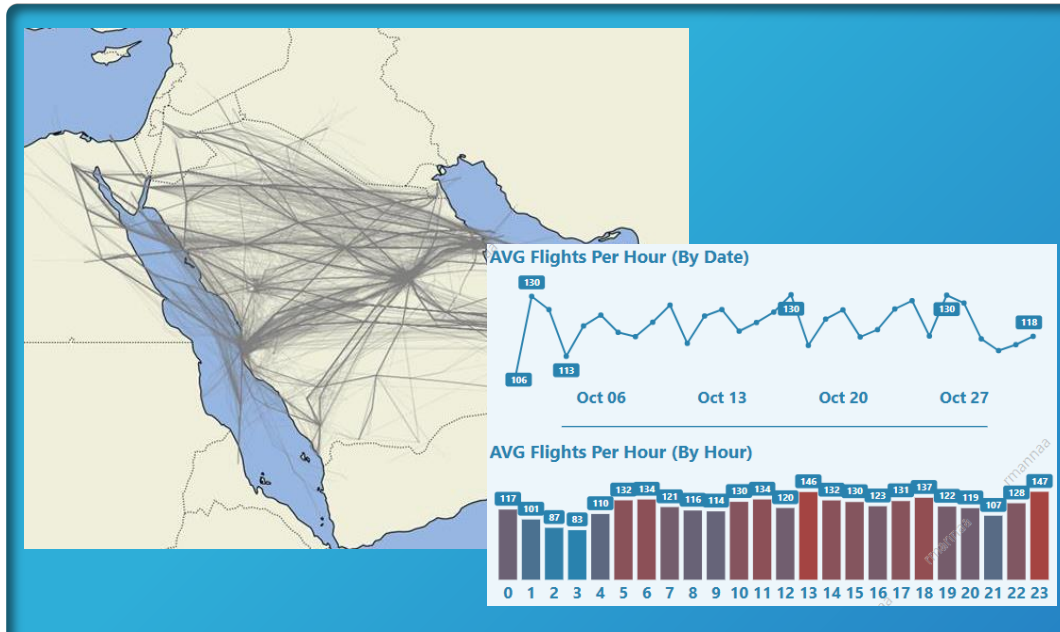 AVG Flights Per Hour (By Date)
130
130
130
118
113
106
Oct 06 Oct 13 Oct 20 Oct 27
AVG Flights Per Hour (By Hour)
117 101 87 83 110 132 134 121 116 114 130 134 120 146 132 130 123 131 137 122 119 107 128 147
0 1 2 3 4 5 6 7 8 9 10 11 12 13 14 15 16 17 18 19 20 21 22 23
rmannaa
rmannaa